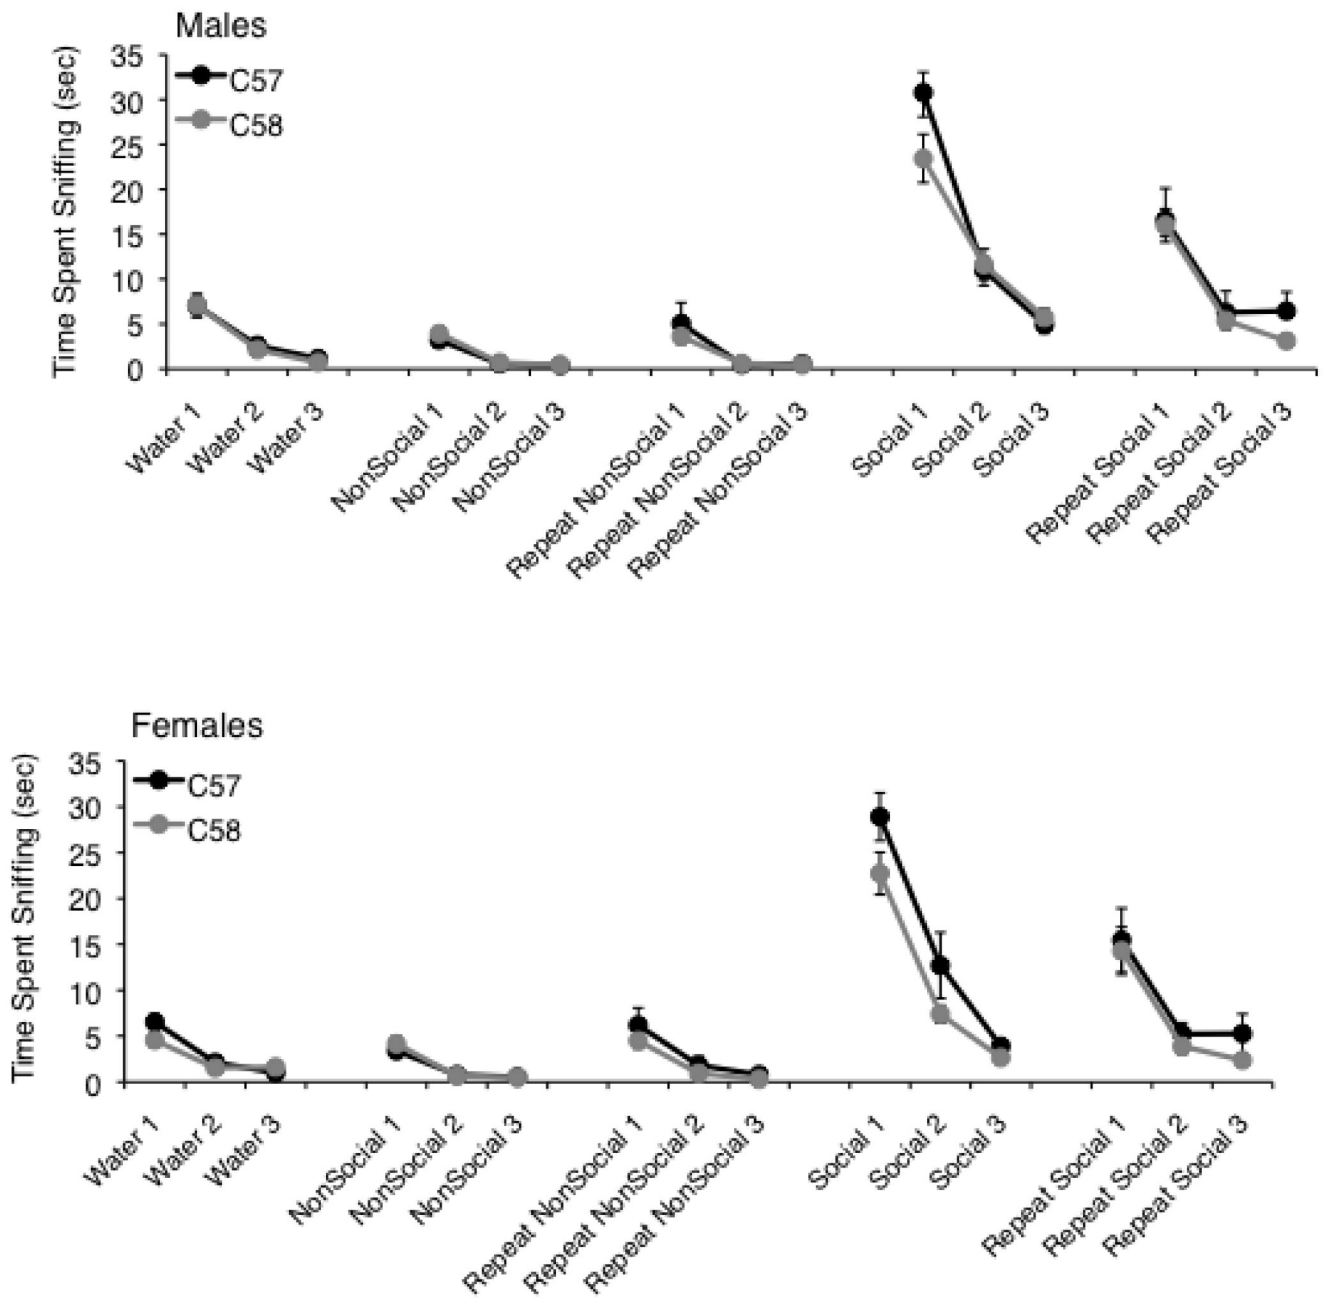 Males
C57
C58
Time Spent Sniffing (sec)
35
30
25
20
15
10
5
0
Water 1
Water 2
Water 3
NonSocial 1
NonSocial 2
NonSocial 3
Repeat NonSocial 1
Repeat NonSocial 2
Repeat NonSocial 3
Social 1
Social 2
Social 3
Repeat Social 1
Repeat Social 2
Repeat Social 3
Females
C57
C58
Time Spent Sniffing (sec)
35
30
25
20
15
10
5
0
Water 1
Water 2
Water 3
NonSocial 1
NonSocial 2
NonSocial 3
Repeat NonSocial 1
Repeat NonSocial 2
Repeat NonSocial 3
Social 1
Social 2
Social 3
Repeat Social 1
Repeat Social 2
Repeat Social 3